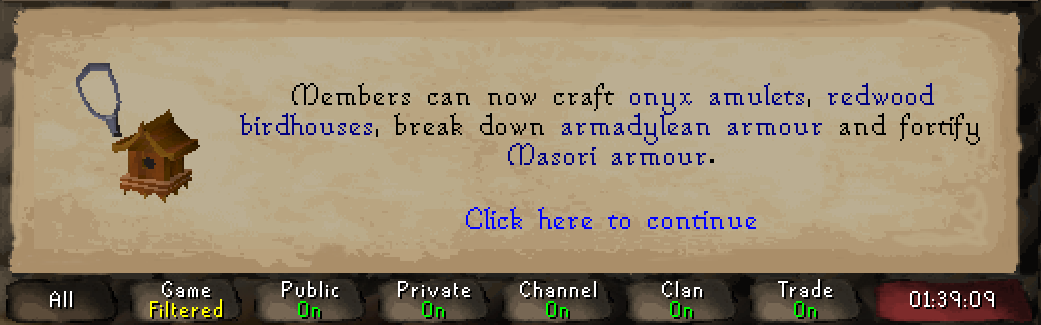 Members can now craft onyx amulets, redwood
birdhouses, break down armadylean armour and fortify
Masori armour.
Click here to continue
All
Game
Filtered
Public
On
Private
On
Channel
On
Clan
On
Trade
On
01:39:09